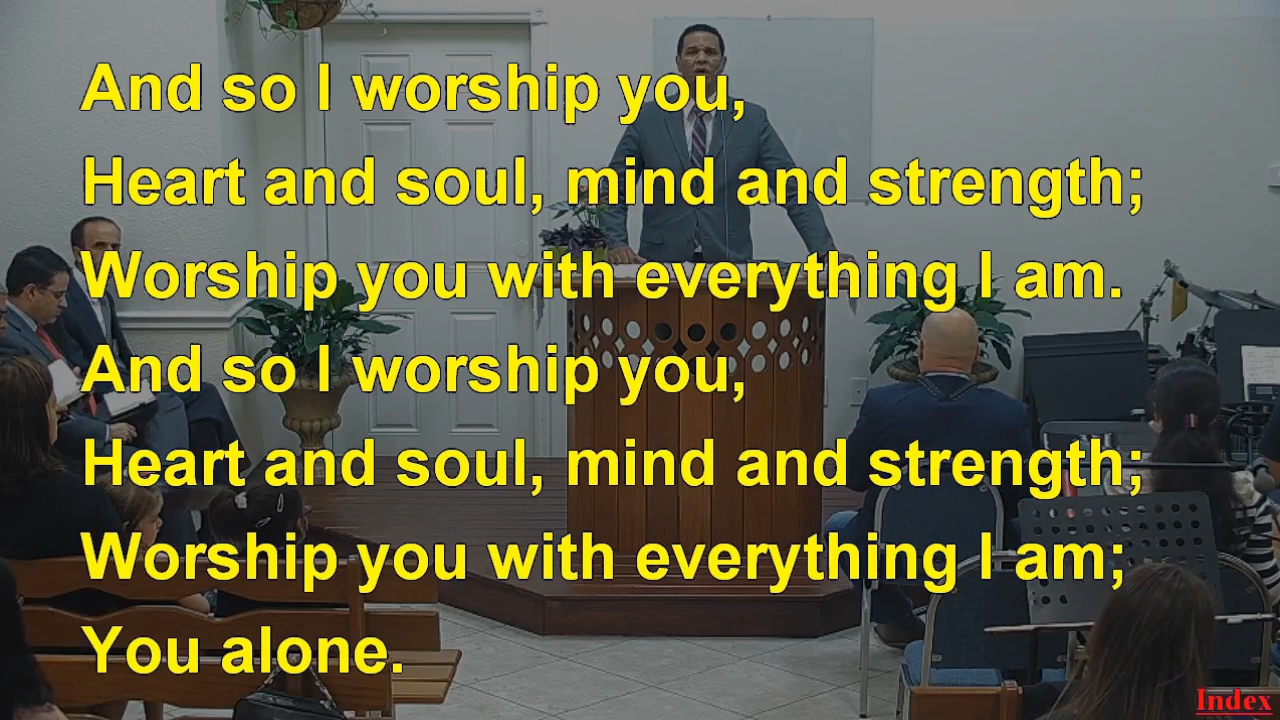 And so I worship you,
Heart and soul, mind and strength;
Worship you with everything I am.
And so I worship you,
Heart and soul, mind and strength;
Worship you with everything I am;
You alone.
Index